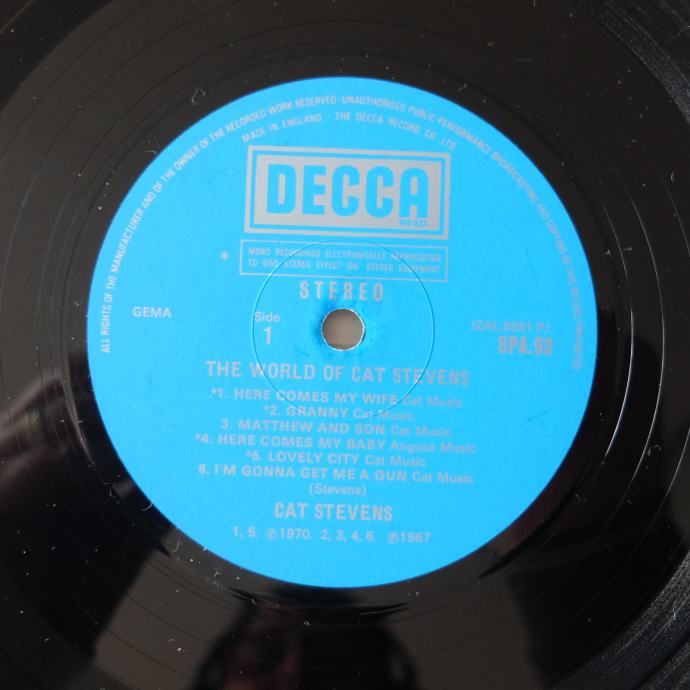 ALL RIGHTS OF THE MANUFACTURER AND OF THE OWNER OF THE RECORDED WORK RESERVED · UNAUTHORISED PUBLIC PERFORMANCE BROADCASTING AND COPYING OF THIS RECORD PROHIBITED
MADE IN ENGLAND · THE DECCA RECORD CO LTD
DECCA
REGD
* MONO RECORDINGS ELECTRONICALLY REPROCESSED
TO GIVE STEREO EFFECT ON STEREO EQUIPMENT
STEREO
GEMA
Side
1
/ZAL.9661 P/
SPA.93
THE WORLD OF CAT STEVENS
*1. HERE COMES MY WIFE Cat Music
*2. GRANNY Cat Music
3. MATTHEW AND SON Cat Music
*4. HERE COMES MY BABY Angusa Music
*5. LOVELY CITY Cat Music
6. I'M GONNA GET ME A GUN Cat Music
(Stevens)
CAT STEVENS
1, 5. ℗1970. 2, 3, 4, 6. ℗1967